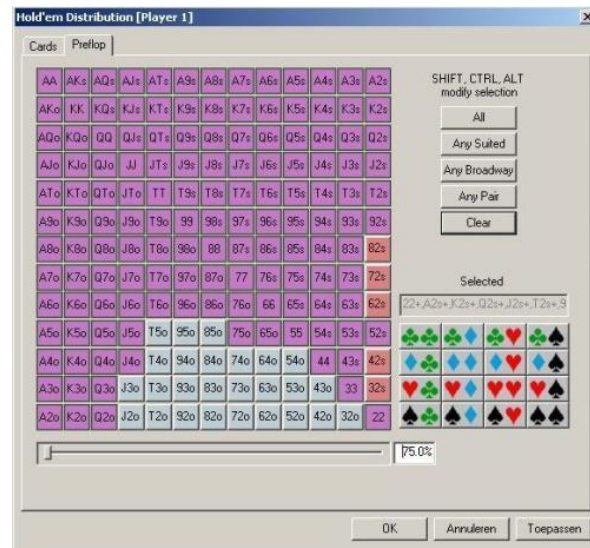 Hold'em Distribution [Player 1]
Cards Preflop
AA AKs AQs AJs ATs A9s A8s A7s A6s A5s A4s A3s A2s
AKo KK KQs KJs KTs K9s K8s K7s K6s K5s K4s K3s K2s
AQo KQo QQ QJs QTs Q9s Q8s Q7s Q6s Q5s Q4s Q3s Q2s
AJo KJo QJo JJ JTs J9s J8s J7s J6s J5s J4s J3s J2s
ATo KTo QTo JTo TT T9s T8s T7s T6s T5s T4s T3s T2s
A9o K9o Q9o J9o T9o 99 98s 97s 96s 95s 94s 93s 92s
A8o K8o Q8o J8o T8o 98o 88 87s 86s 85s 84s 83s 82s
A7o K7o Q7o J7o T7o 97o 87o 77 76s 75s 74s 73s 72s
A6o K6o Q6o J6o T6o 96o 86o 76o 66 65s 64s 63s 62s
A5o K5o Q5o J5o T5o 95o 85o 75o 65o 55 54s 53s 52s
A4o K4o Q4o J4o T4o 94o 84o 74o 64o 54o 44 43s 42s
A3o K3o Q3o J3o T3o 93o 83o 73o 63o 53o 43o 33 32s
A2o K2o Q2o J2o T2o 92o 82o 72o 62o 52o 42o 32o 22
SHIFT, CTRL, ALT
modify selection
All
Any Suited
Any Broadway
Any Pair
Clear
Selected
22+,A2s+,K2s+,Q2s+,J2s+,T2s+,9
75.0%
OK Annuleren Toepassen